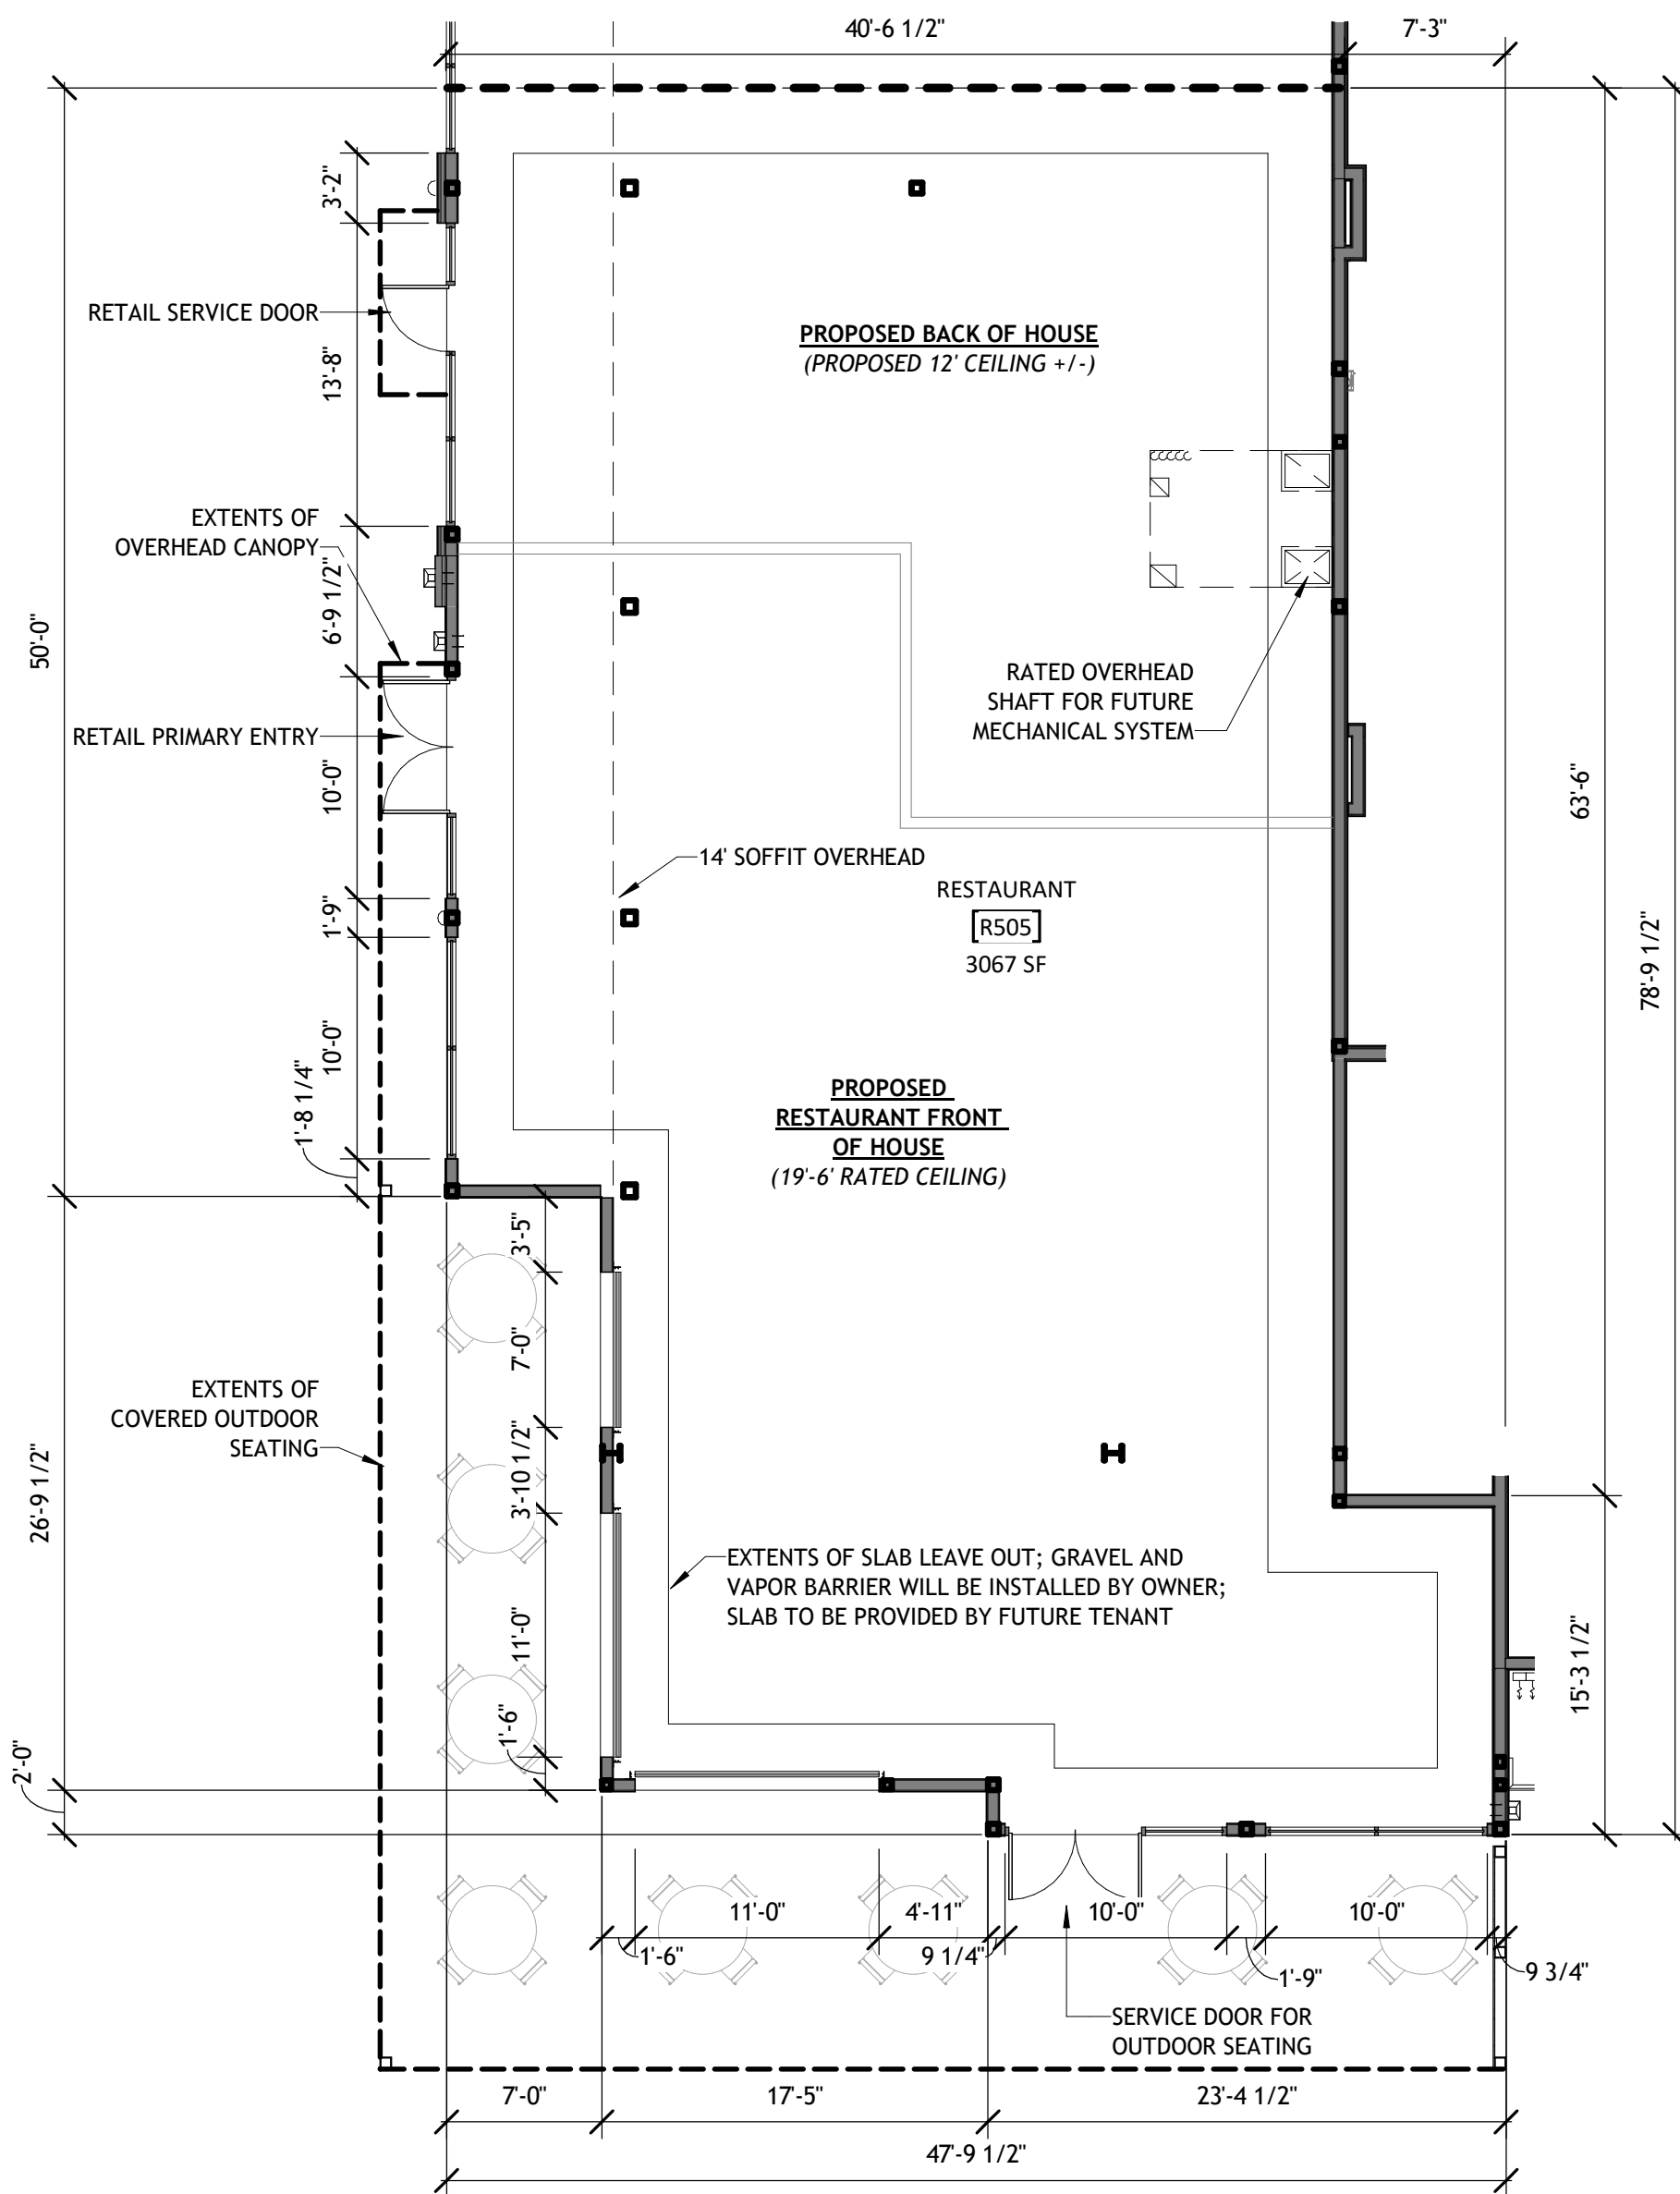 40'-6 1/2"
7'-3"
3'-2"
RETAIL SERVICE DOOR
13'-8"
PROPOSED BACK OF HOUSE
(PROPOSED 12' CEILING +/-)
EXTENTS OF
OVERHEAD CANOPY
6'-9 1/2"
50'-0"
RATED OVERHEAD
SHAFT FOR FUTURE
MECHANICAL SYSTEM
RETAIL PRIMARY ENTRY
10'-0"
63'-6"
14' SOFFIT OVERHEAD
RESTAURANT
R505
3067 SF
1'-9"
78'-9 1/2"
10'-0"
1'-8 1/4"
PROPOSED
RESTAURANT FRONT
OF HOUSE
(19'-6' RATED CEILING)
3'-5"
7'-0"
EXTENTS OF
COVERED OUTDOOR
SEATING
3'-10 1/2"
26'-9 1/2"
EXTENTS OF SLAB LEAVE OUT; GRAVEL AND
VAPOR BARRIER WILL BE INSTALLED BY OWNER;
SLAB TO BE PROVIDED BY FUTURE TENANT
11'-0"
15'-3 1/2"
1'-6"
2'-0"
11'-0"
4'-11"
10'-0"
10'-0"
1'-6"
9 1/4"
1'-9"
9 3/4"
SERVICE DOOR FOR
OUTDOOR SEATING
7'-0"
17'-5"
23'-4 1/2"
47'-9 1/2"